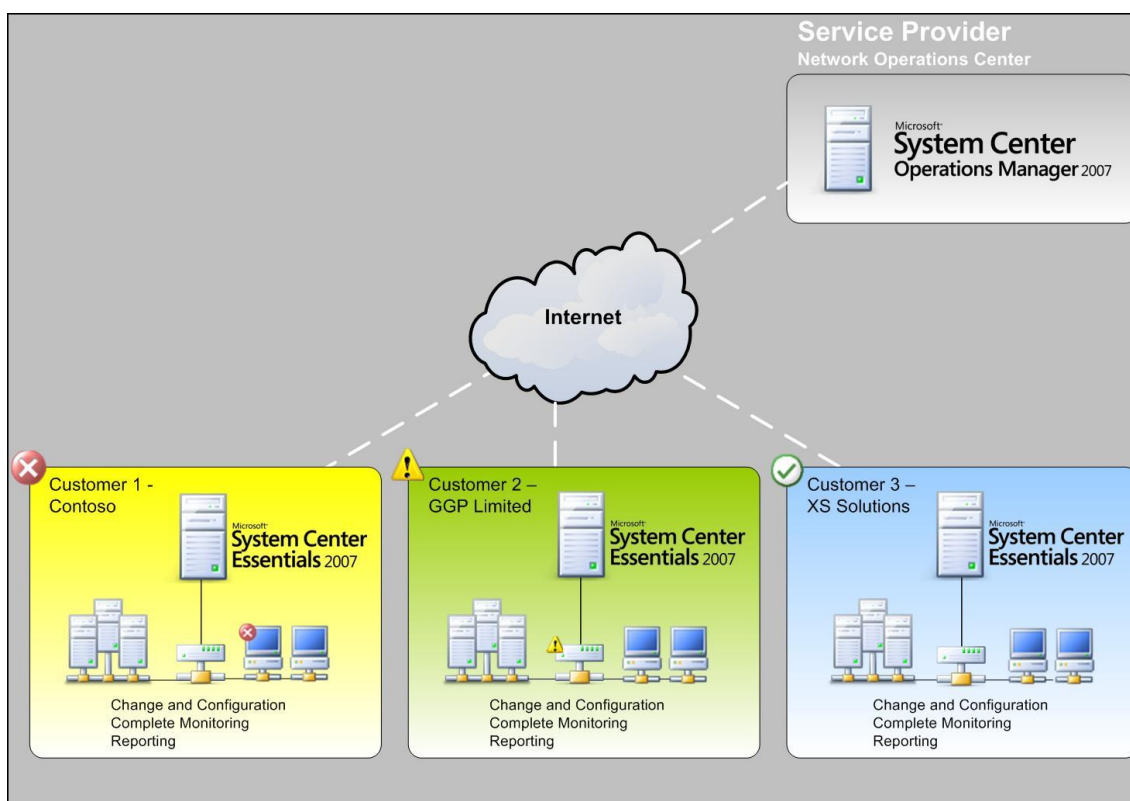 Service Provider
Network Operations Center
Microsoft
System Center
Operations Manager 2007
Internet
Customer 1 -
Contoso
Microsoft
System Center
Essentials 2007
Change and Configuration
Complete Monitoring
Reporting
Customer 2 –
GGP Limited
Microsoft
System Center
Essentials 2007
Change and Configuration
Complete Monitoring
Reporting
Customer 3 –
XS Solutions
Microsoft
System Center
Essentials 2007
Change and Configuration
Complete Monitoring
Reporting